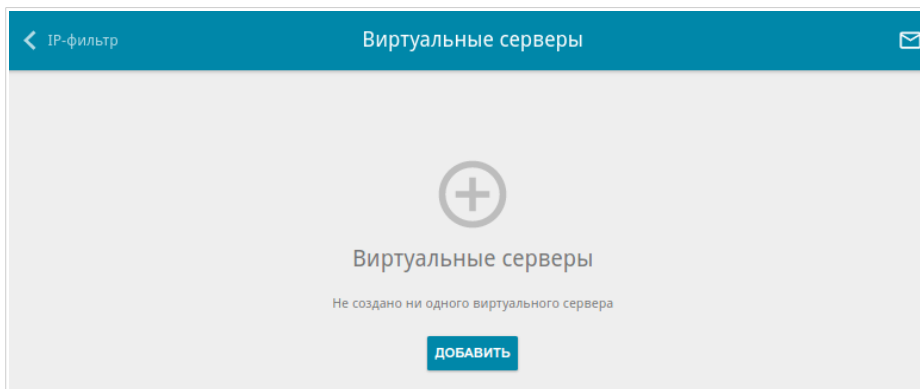 IP-фильтр
Виртуальные серверы
Виртуальные серверы
Не создано ни одного виртуального сервера
ДОБАВИТЬ